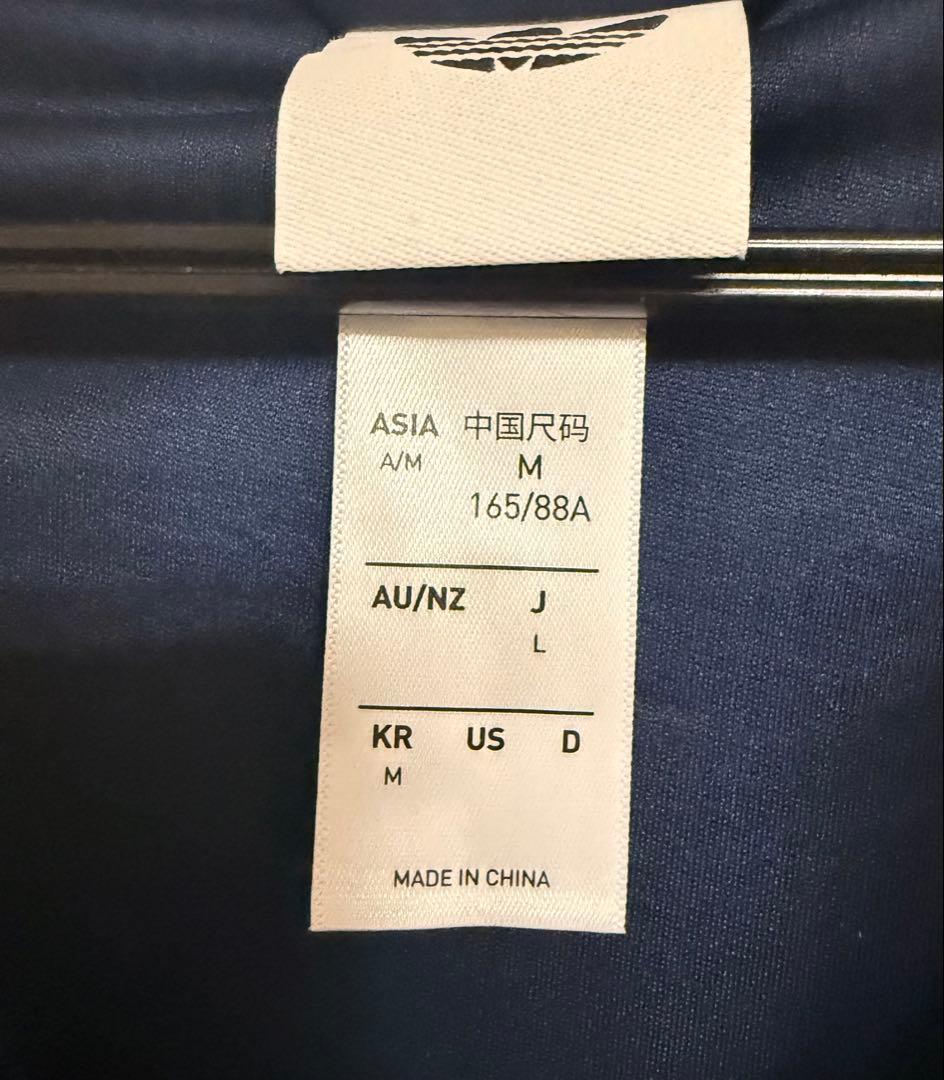 ASIA 中国尺码
A/M M
165/88A
AU/NZ J
L
KR US D
M
MADE IN CHINA